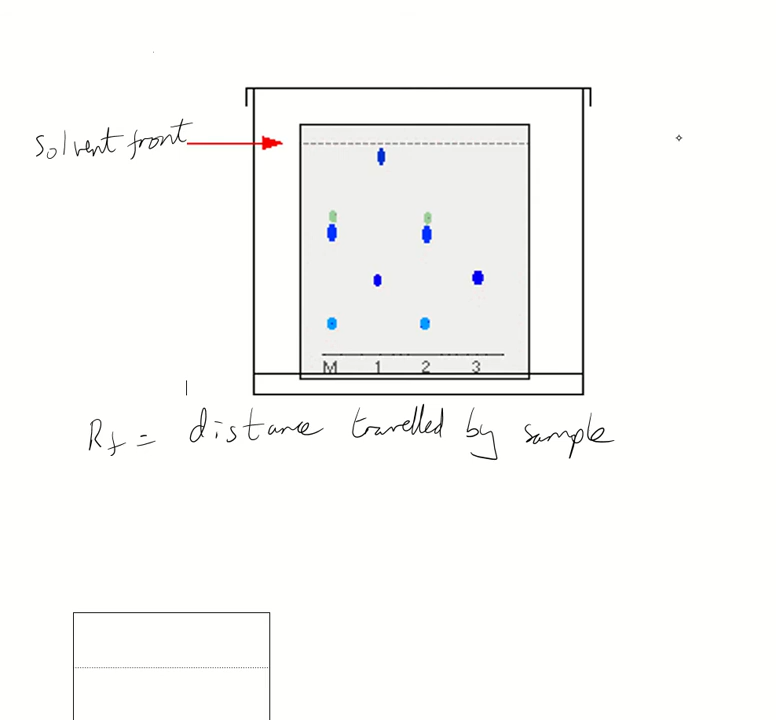 Solvent front
M 1 2 3
Rf = distance travelled by sample